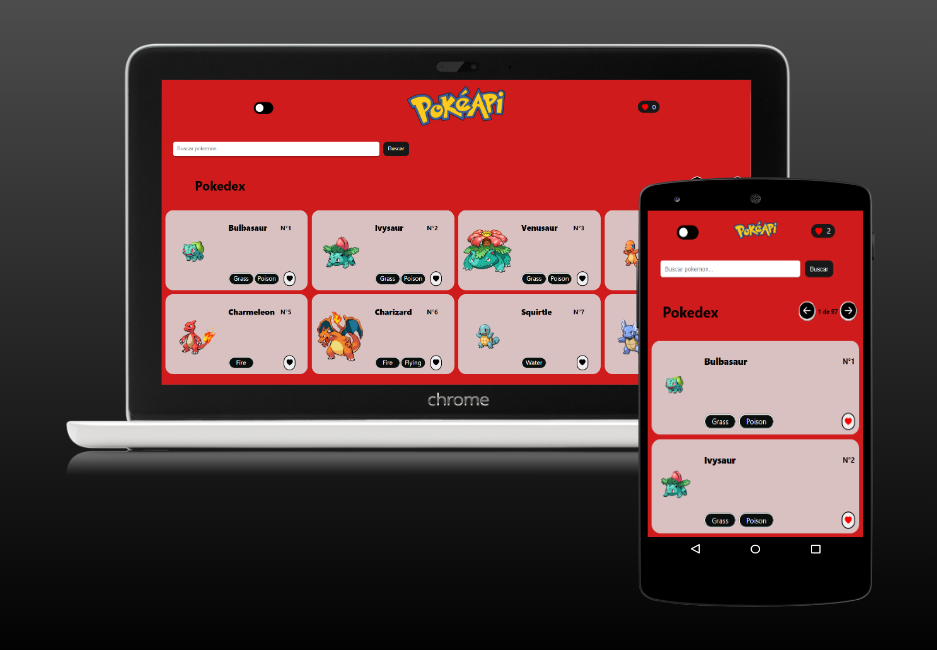 PokéApi
0
Buscar pokemon...
Buscar
Pokedex
Bulbasaur N°1
Grass Poison
Ivysaur N°2
Grass Poison
Venusaur N°3
Grass Poison
Charmeleon N°5
Fire
Charizard N°6
Fire Flying
Squirtle N°7
Water
chrome
PokéApi
2
Buscar pokemon...
Buscar
Pokedex
1 de 97
Bulbasaur N°1
Grass Poison
Ivysaur N°2
Grass Poison